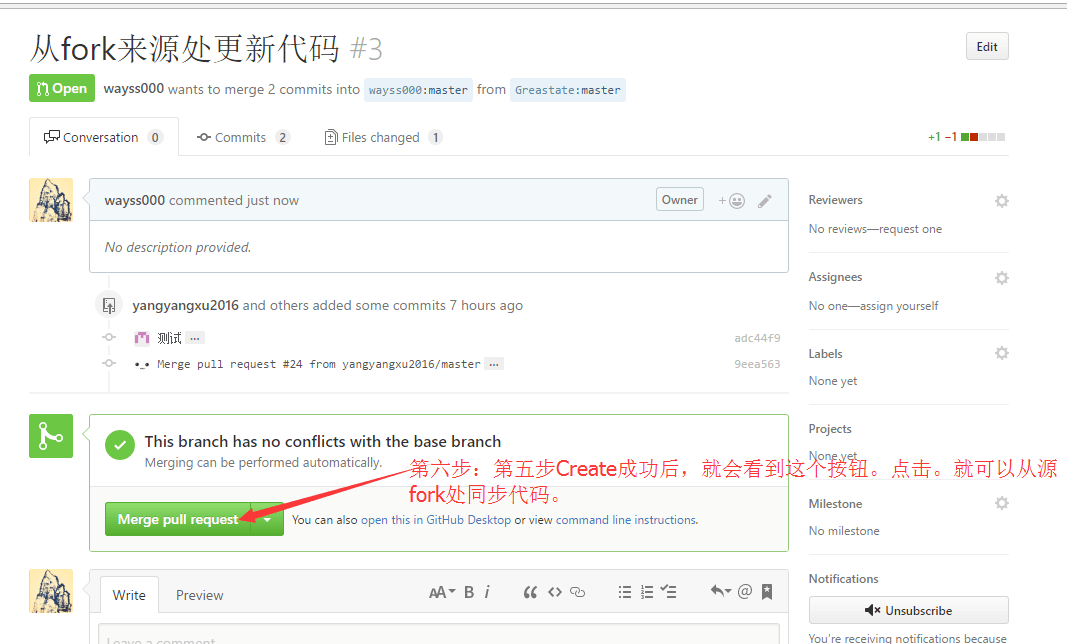 从fork来源处更新代码 #3
Edit
Open wayss000 wants to merge 2 commits into wayss000:master from Greastate:master
Conversation 0 Commits 2 Files changed 1
+1 −1
wayss000 commented just now
Owner
No description provided.
yangyangxu2016 and others added some commits 7 hours ago
测试 …
adc44f9
Merge pull request #24 from yangyangxu2016/master …
9eea563
This branch has no conflicts with the base branch
Merging can be performed automatically.
第六步：第五步Create成功后，就会看到这个按钮。点击。就可以从源
fork处同步代码。
Merge pull request
You can also open this in GitHub Desktop or view command line instructions.
Write Preview
AA B i
Leave a comment
Reviewers
No reviews—request one
Assignees
No one—assign yourself
Labels
None yet
Projects
None yet
Milestone
No milestone
Notifications
Unsubscribe
You're receiving notifications because